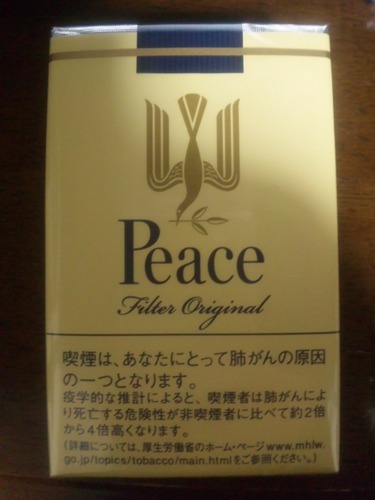 Peace
Filter Original
喫煙は、あなたにとって肺がんの原因
の一つとなります。
疫学的な推計によると、喫煙者は肺がんによ
り死亡する危険性が非喫煙者に比べて約2倍
から4倍高くなります。
(詳細については、厚生労働省のホーム・ページ www.mhlw.
go.jp/topics/tobacco/main.htmlをご参照ください。)